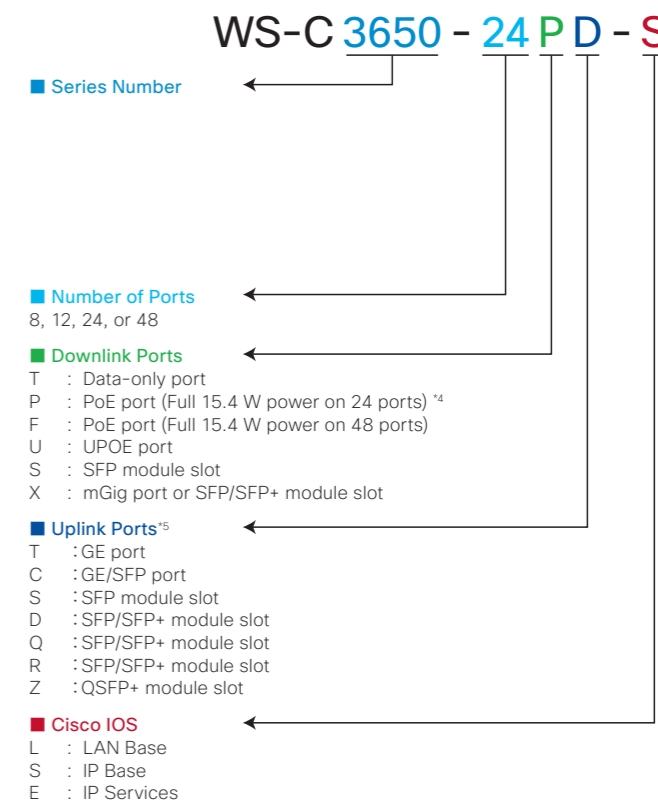 WS-C 3650 - 24 P D - S
■ Series Number
■ Number of Ports
8, 12, 24, or 48
■ Downlink Ports
T : Data-only port
P : PoE port (Full 15.4 W power on 24 ports) *4
F : PoE port (Full 15.4 W power on 48 ports)
U : UPOE port
S : SFP module slot
X : mGig port or SFP/SFP+ module slot
■ Uplink Ports*5
T : GE port
C : GE/SFP port
S : SFP module slot
D : SFP/SFP+ module slot
Q : SFP/SFP+ module slot
R : SFP/SFP+ module slot
Z : QSFP+ module slot
■ Cisco IOS
L : LAN Base
S : IP Base
E : IP Services